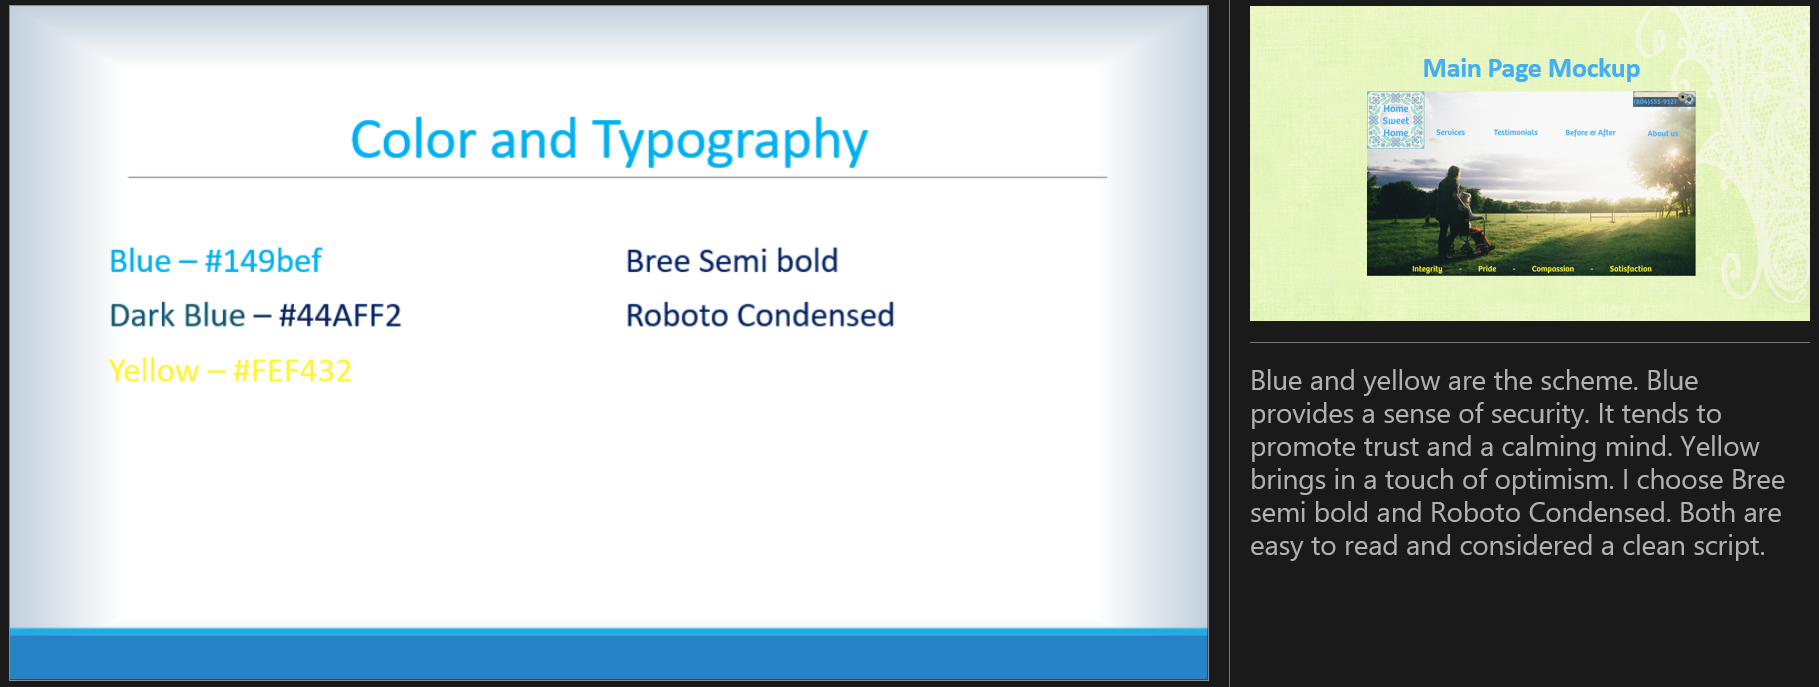 Color and Typography
Blue – #149bef
Dark Blue – #44AFF2
Yellow – #FEF432
Bree Semi bold
Roboto Condensed
Main Page Mockup
Home
Sweet
Home
(804)555-9127
Services Testimonials Before & After About us
Integrity - Pride - Compassion - Satisfaction
Blue and yellow are the scheme. Blue
provides a sense of security. It tends to
promote trust and a calming mind. Yellow
brings in a touch of optimism. I choose Bree
semi bold and Roboto Condensed. Both are
easy to read and considered a clean script.